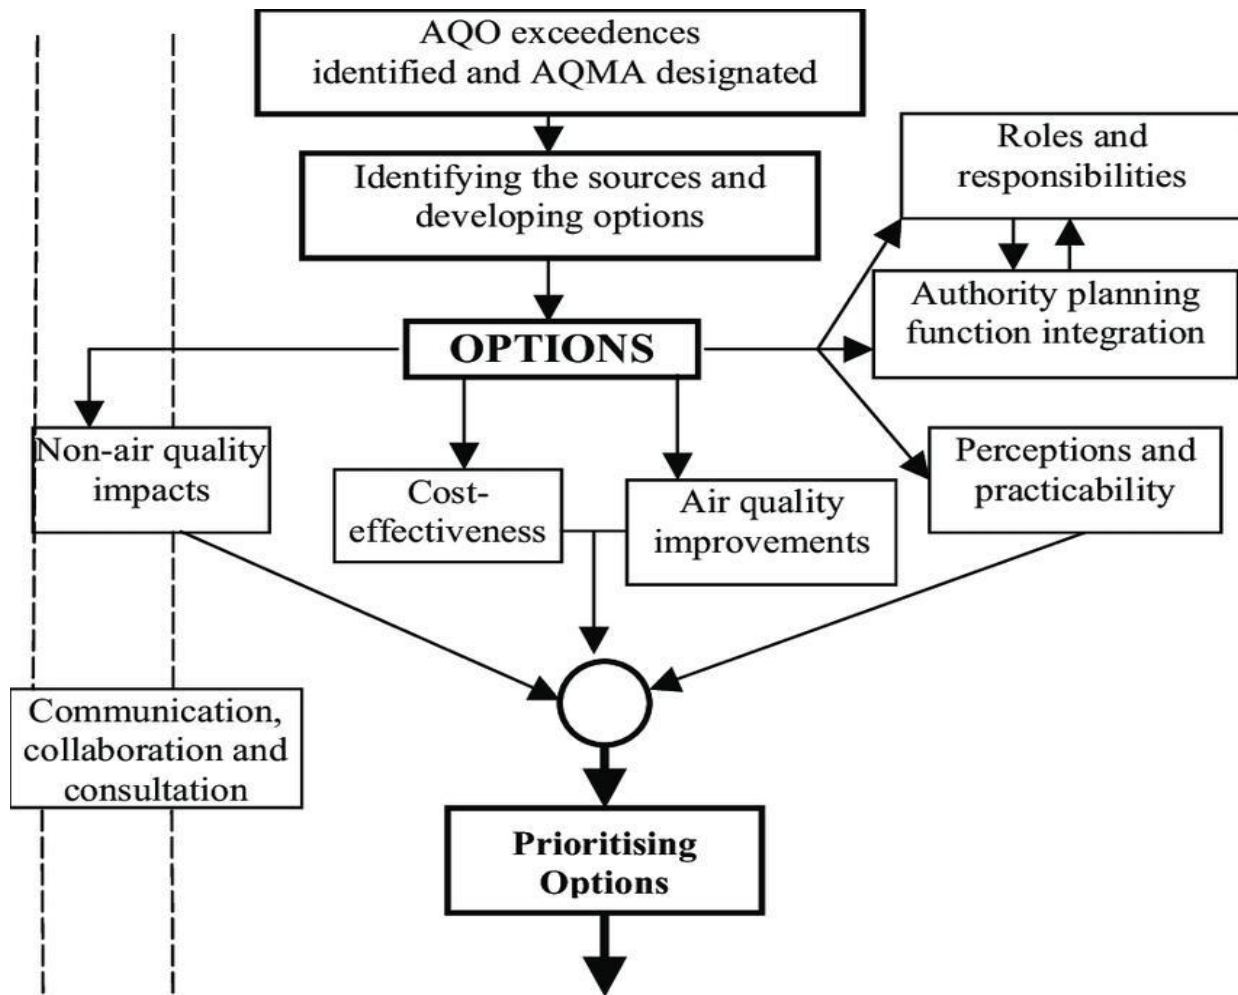 AQO exceedences
identified and AQMA designated
Identifying the sources and
developing options
Roles and
responsibilities
Authority planning
function integration
OPTIONS
Non-air quality
impacts
Cost-
effectiveness
Air quality
improvements
Perceptions and
practicability
Communication,
collaboration and
consultation
Prioritising
Options